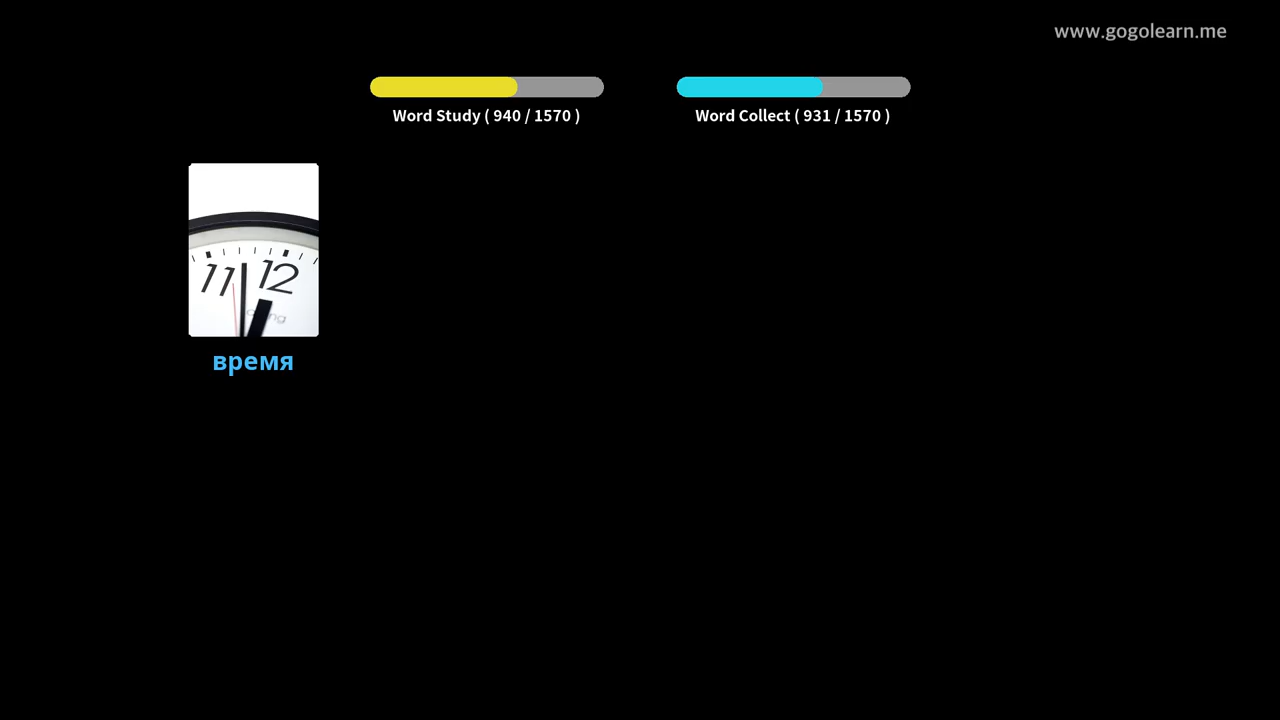 www.gogolearn.me
Word Study ( 940 / 1570 )
Word Collect ( 931 / 1570 )
11 12
время